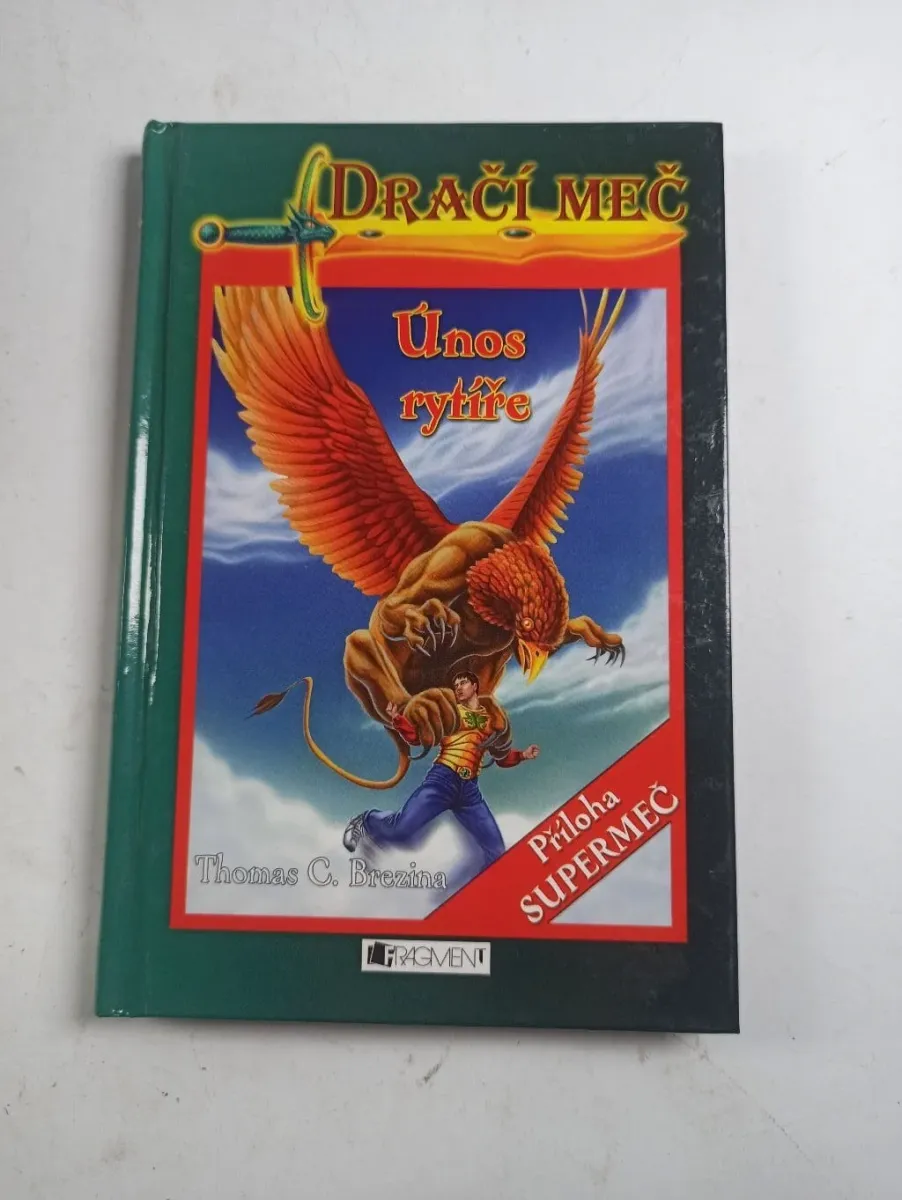 DRAČÍ MEČ
Únos
rytíře
Příloha
SUPERMEČ
Thomas C. Brezina
FRAGMENT